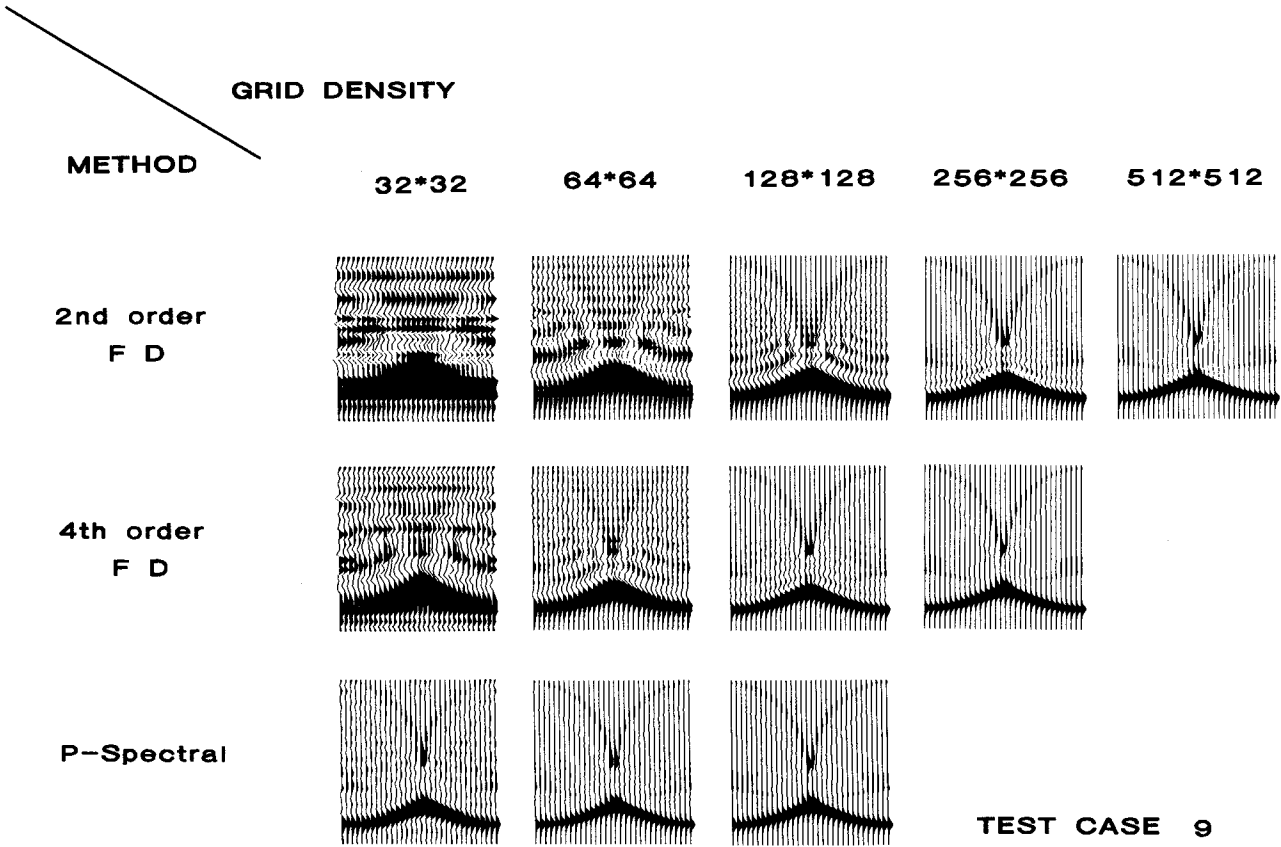 GRID DENSITY
METHOD
32*32 64*64 128*128 256*256 512*512
2nd order
F D
4th order
F D
P-Spectral
TEST CASE 9